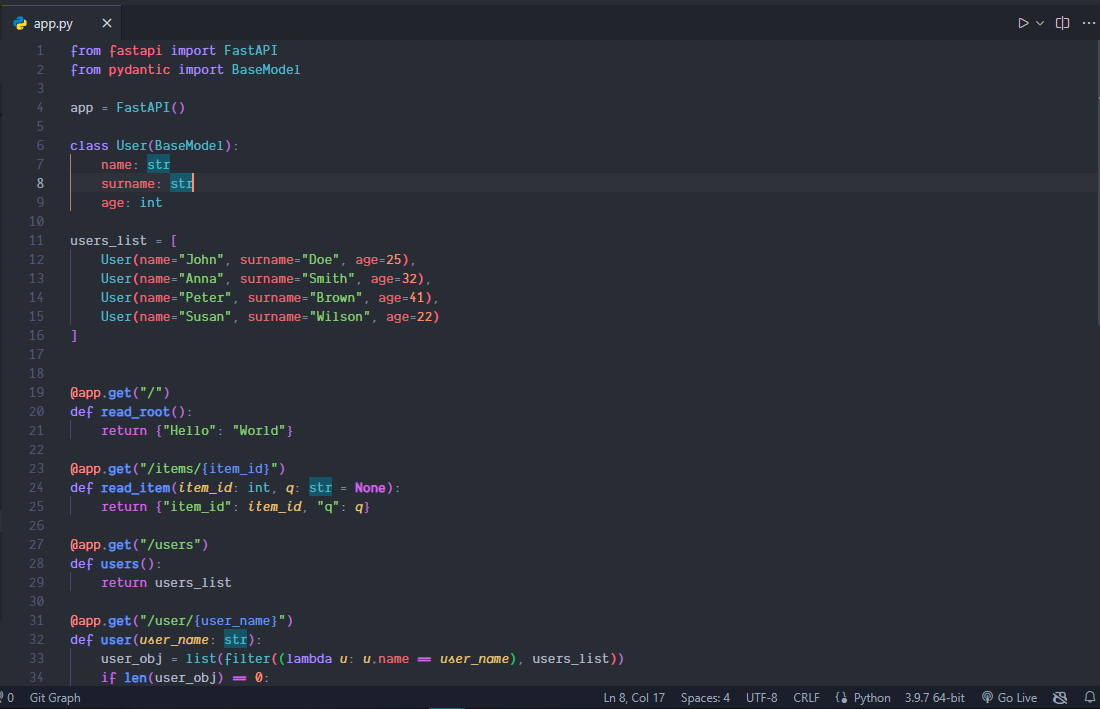 app.py
1 from fastapi import FastAPI
2 from pydantic import BaseModel
3
4 app = FastAPI()
5
6 class User(BaseModel):
7     name: str
8     surname: str
9     age: int
10
11 users_list = [
12     User(name="John", surname="Doe", age=25),
13     User(name="Anna", surname="Smith", age=32),
14     User(name="Peter", surname="Brown", age=41),
15     User(name="Susan", surname="Wilson", age=22)
16 ]
17
18
19 @app.get("/")
20 def read_root():
21     return {"Hello": "World"}
22
23 @app.get("/items/{item_id}")
24 def read_item(item_id: int, q: str = None):
25     return {"item_id": item_id, "q": q}
26
27 @app.get("/users")
28 def users():
29     return users_list
30
31 @app.get("/user/{user_name}")
32 def user(user_name: str):
33     user_obj = list(filter((lambda u: u.name == user_name), users_list))
34     if len(user_obj) == 0:
0 Git Graph Ln 8, Col 17 Spaces: 4 UTF-8 CRLF Python 3.9.7 64-bit Go Live